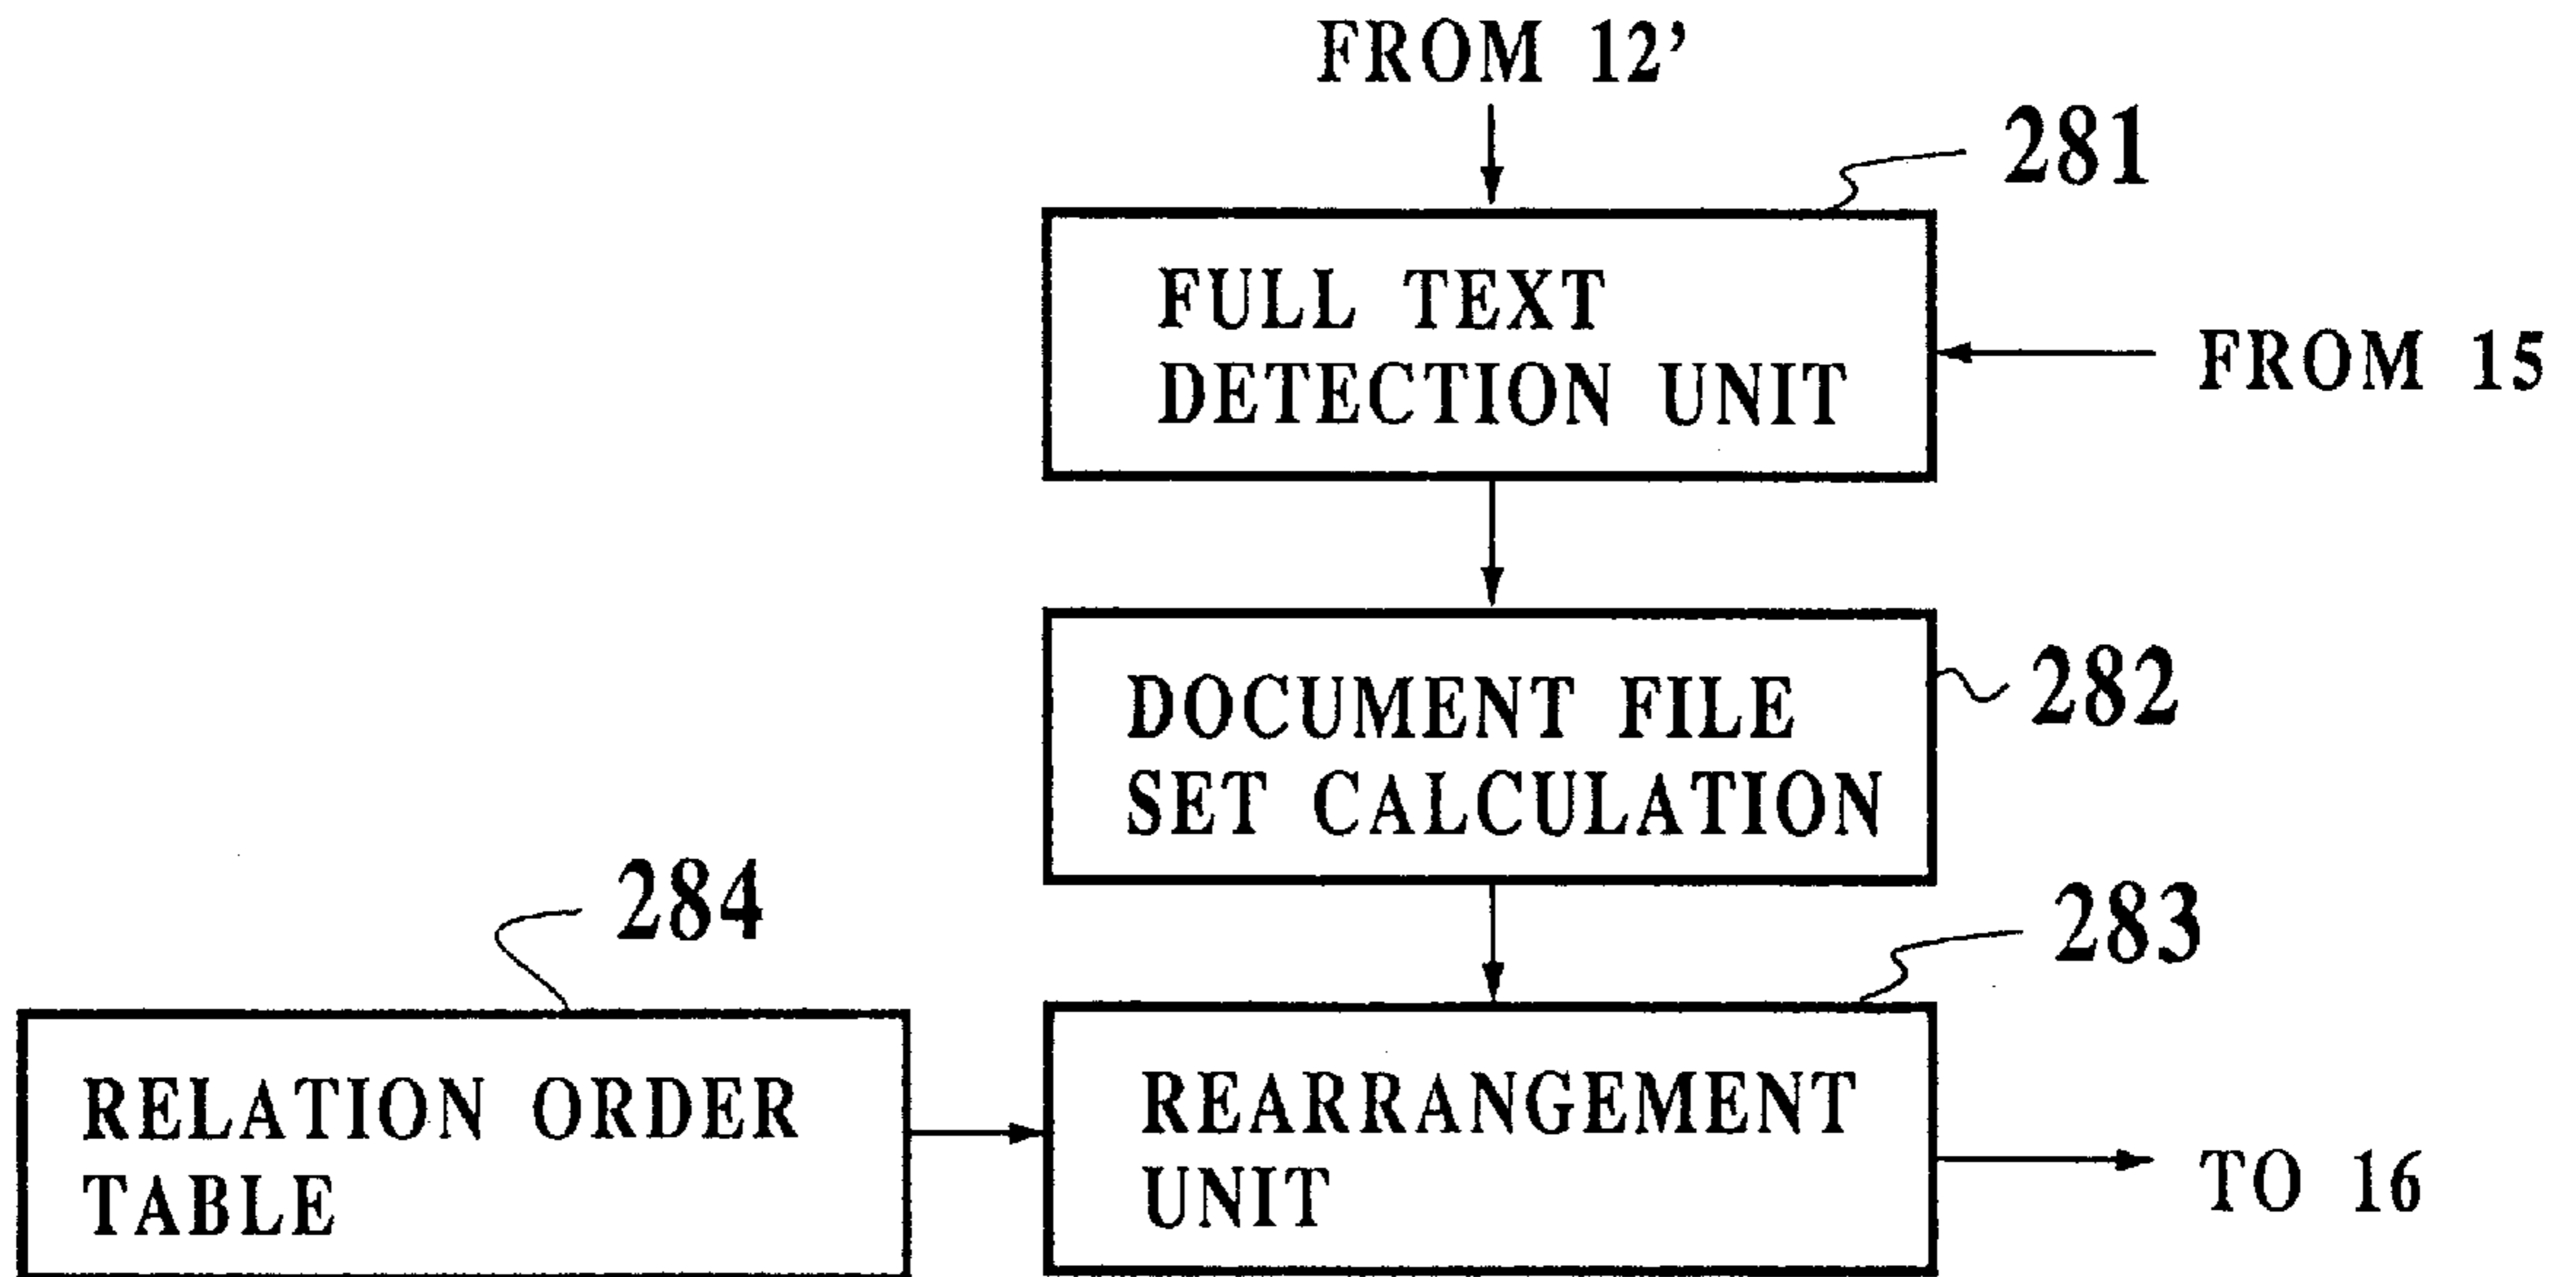 FROM 12’
281
FULL TEXT
DETECTION UNIT
FROM 15
DOCUMENT FILE
SET CALCULATION
282
284
283
RELATION ORDER
TABLE
REARRANGEMENT
UNIT
TO 16